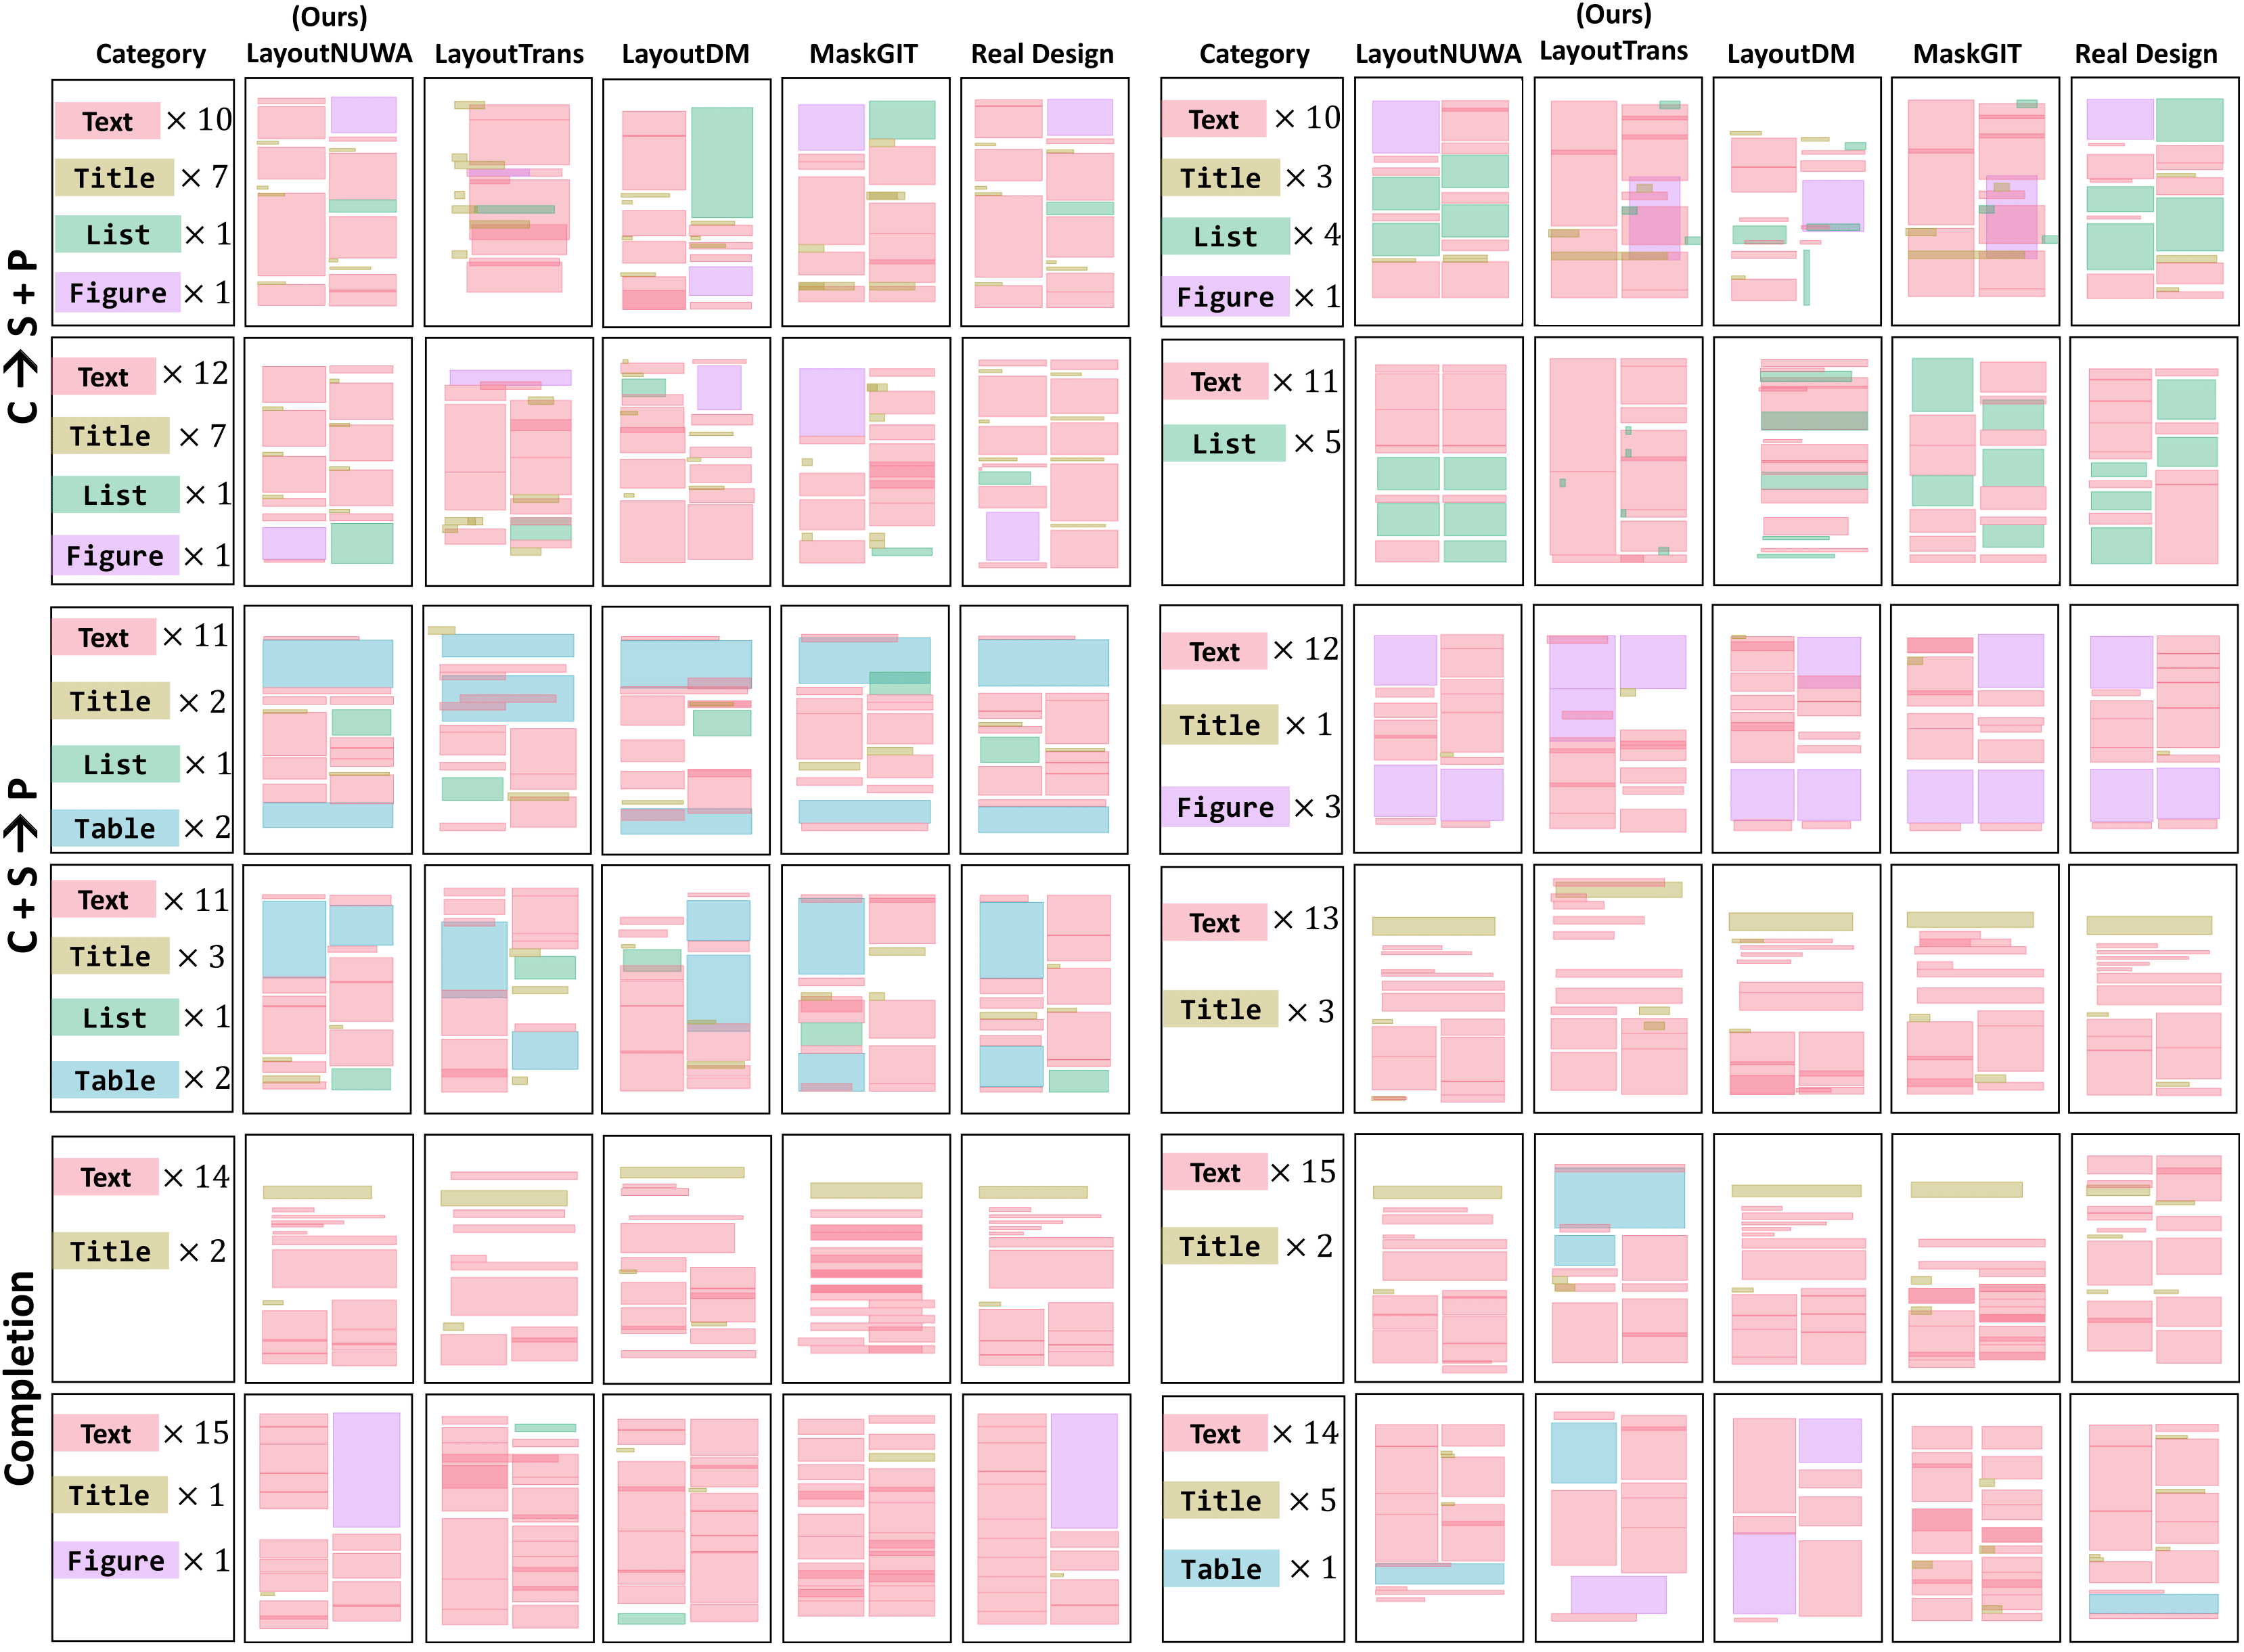 (Ours) (Ours)
Category LayoutNUWA LayoutTrans LayoutDM MaskGIT Real Design Category LayoutNUWA LayoutTrans LayoutDM MaskGIT Real Design
C → S + P
Text × 10
Title × 7
List × 1
Figure × 1
Text × 10
Title × 3
List × 4
Figure × 1
Text × 12
Title × 7
List × 1
Figure × 1
Text × 11
List × 5
C + S → P
Text × 11
Title × 2
List × 1
Table × 2
Text × 12
Title × 1
Figure × 3
Text × 11
Title × 3
List × 1
Table × 2
Text × 13
Title × 3
Completion
Text × 14
Title × 2
Text × 15
Title × 2
Text × 15
Title × 1
Figure × 1
Text × 14
Title × 5
Table × 1